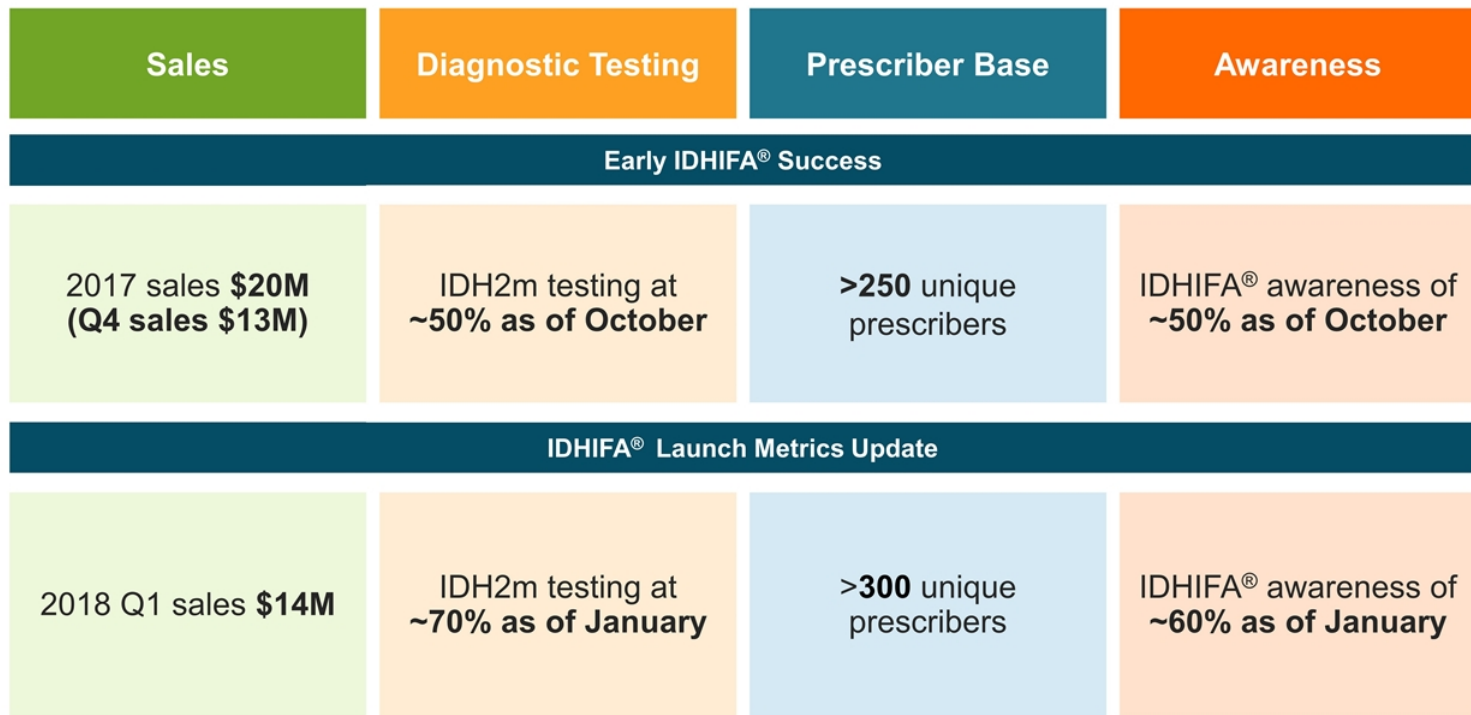 Sales
Diagnostic Testing
Prescriber Base
Awareness
Early IDHIFA® Success
2017 sales $20M
(Q4 sales $13M)
IDH2m testing at
~50% as of October
>250 unique
prescribers
IDHIFA® awareness of
~50% as of October
IDHIFA® Launch Metrics Update
2018 Q1 sales $14M
IDH2m testing at
~70% as of January
>300 unique
prescribers
IDHIFA® awareness of
~60% as of January